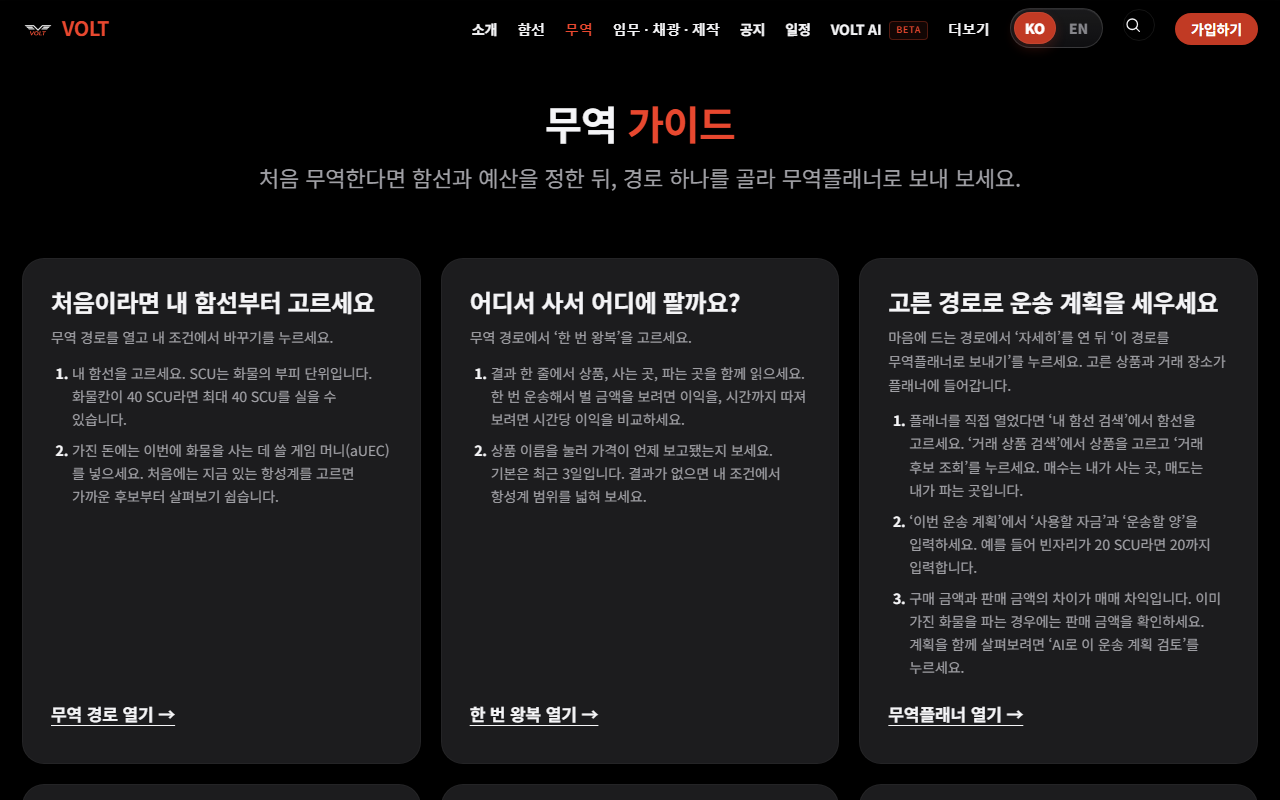 VOLT
VOLT
소개
함선
무역
임무 · 채광 · 제작
공지
일정
VOLT AI BETA
더보기
KO EN
가입하기
무역 가이드
처음 무역한다면 함선과 예산을 정한 뒤, 경로 하나를 골라 무역플래너로 보내 보세요.
처음이라면 내 함선부터 고르세요
무역 경로를 열고 내 조건에서 바꾸기를 누르세요.
1. 내 함선을 고르세요. SCU는 화물의 부피 단위입니다.
화물칸이 40 SCU라면 최대 40 SCU를 실을 수
있습니다.
2. 가진 돈에는 이번에 화물을 사는 데 쓸 게임 머니(aUEC)
를 넣으세요. 처음에는 지금 있는 항성계를 고르면
가까운 후보부터 살펴보기 쉽습니다.
무역 경로 열기 →
어디서 사서 어디에 팔까요?
무역 경로에서 ‘한 번 왕복’을 고르세요.
1. 결과 한 줄에서 상품, 사는 곳, 파는 곳을 함께 읽으세요.
한 번 운송해서 벌 금액을 보려면 이익을, 시간까지 따져
보려면 시간당 이익을 비교하세요.
2. 상품 이름을 눌러 가격이 언제 보고됐는지 보세요.
기본은 최근 3일입니다. 결과가 없으면 내 조건에서
항성계 범위를 넓혀 보세요.
한 번 왕복 열기 →
고른 경로로 운송 계획을 세우세요
마음에 드는 경로에서 ‘자세히’를 연 뒤 ‘이 경로를
무역플래너로 보내기’를 누르세요. 고른 상품과 거래 장소가
플래너에 들어갑니다.
1. 플래너를 직접 열었다면 ‘내 함선 검색’에서 함선을
고르세요. ‘거래 상품 검색’에서 상품을 고르고 ‘거래
후보 조회’를 누르세요. 매수는 내가 사는 곳, 매도는
내가 파는 곳입니다.
2. ‘이번 운송 계획’에서 ‘사용할 자금’과 ‘운송할 양’을
입력하세요. 예를 들어 빈자리가 20 SCU라면 20까지
입력합니다.
3. 구매 금액과 판매 금액의 차이가 매매 차익입니다. 이미
가진 화물을 파는 경우에는 판매 금액을 확인하세요.
계획을 함께 살펴보려면 ‘AI로 이 운송 계획 검토’를
누르세요.
무역플래너 열기 →